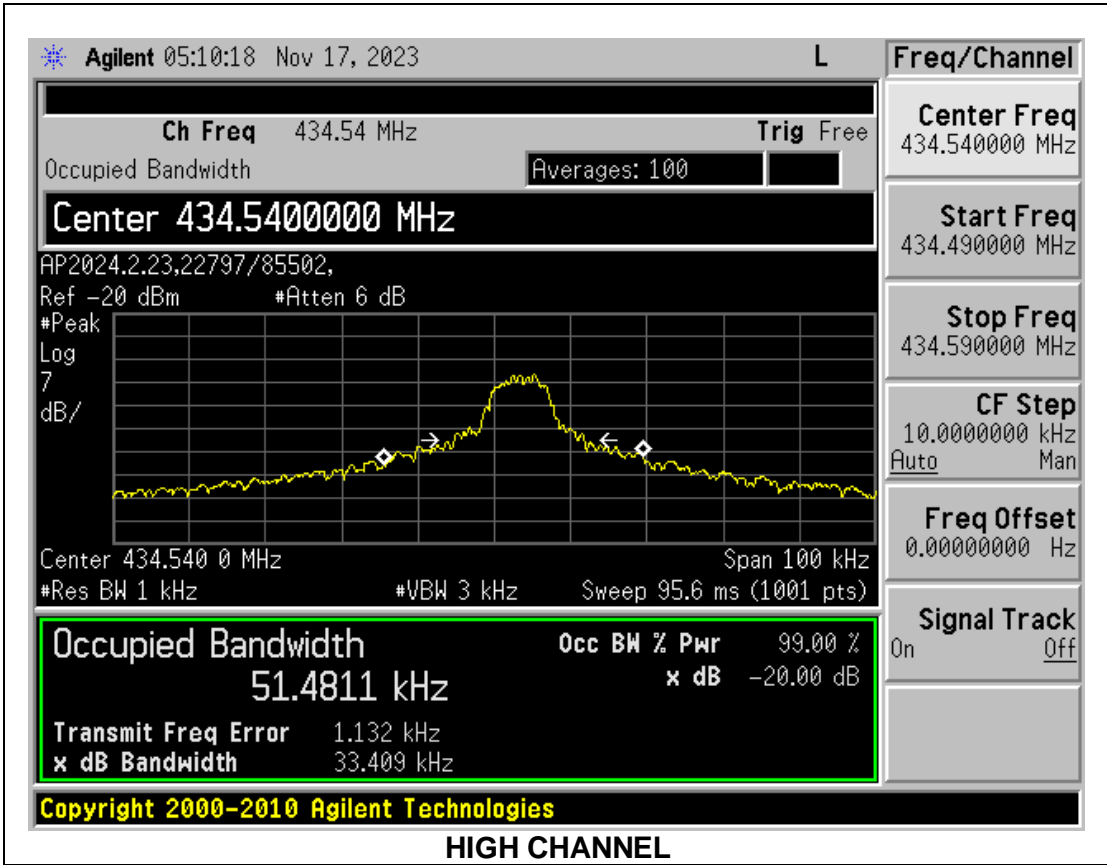 Agilent 05:10:18 Nov 17, 2023 L
Ch Freq 434.54 MHz Trig Free
Occupied Bandwidth Averages: 100
Center 434.5400000 MHz
AP2024.2.23,22797/85502,
Ref -20 dBm #Atten 6 dB
#Peak
Log
7
dB/
Center 434.540 0 MHz Span 100 kHz
#Res BW 1 kHz #VBW 3 kHz Sweep 95.6 ms (1001 pts)
Occupied Bandwidth Occ BW % Pwr 99.00 %
51.4811 kHz x dB -20.00 dB
Transmit Freq Error 1.132 kHz
x dB Bandwidth 33.409 kHz
Copyright 2000-2010 Agilent Technologies
Freq/Channel
Center Freq
434.540000 MHz
Start Freq
434.490000 MHz
Stop Freq
434.590000 MHz
CF Step
10.0000000 kHz
Auto Man
Freq Offset
0.00000000 Hz
Signal Track
On Off
HIGH CHANNEL